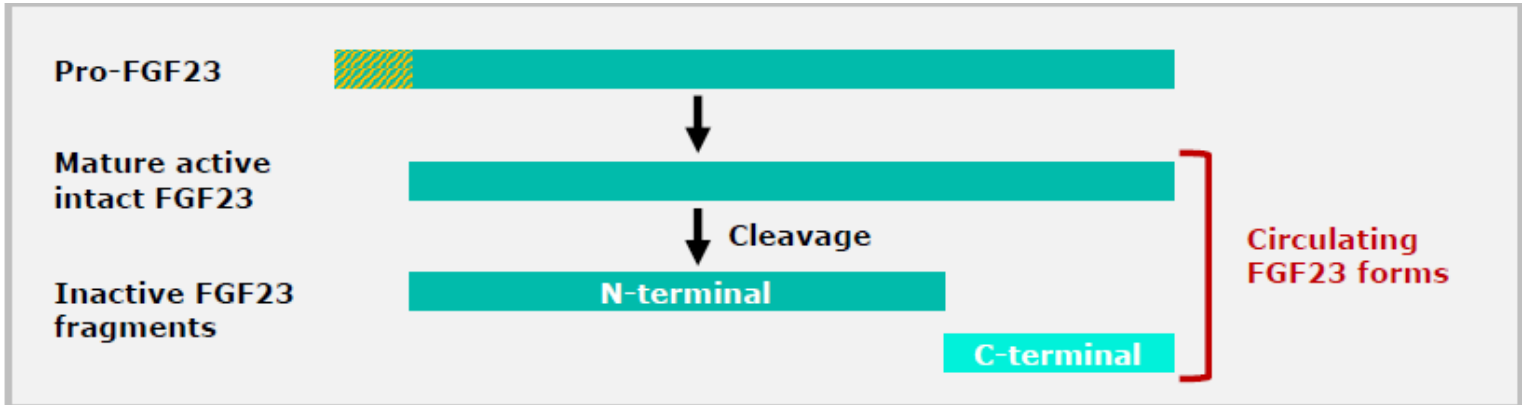 Pro-FGF23
Mature active
intact FGF23
Cleavage
Inactive FGF23
fragments
N-terminal
C-terminal
Circulating
FGF23 forms